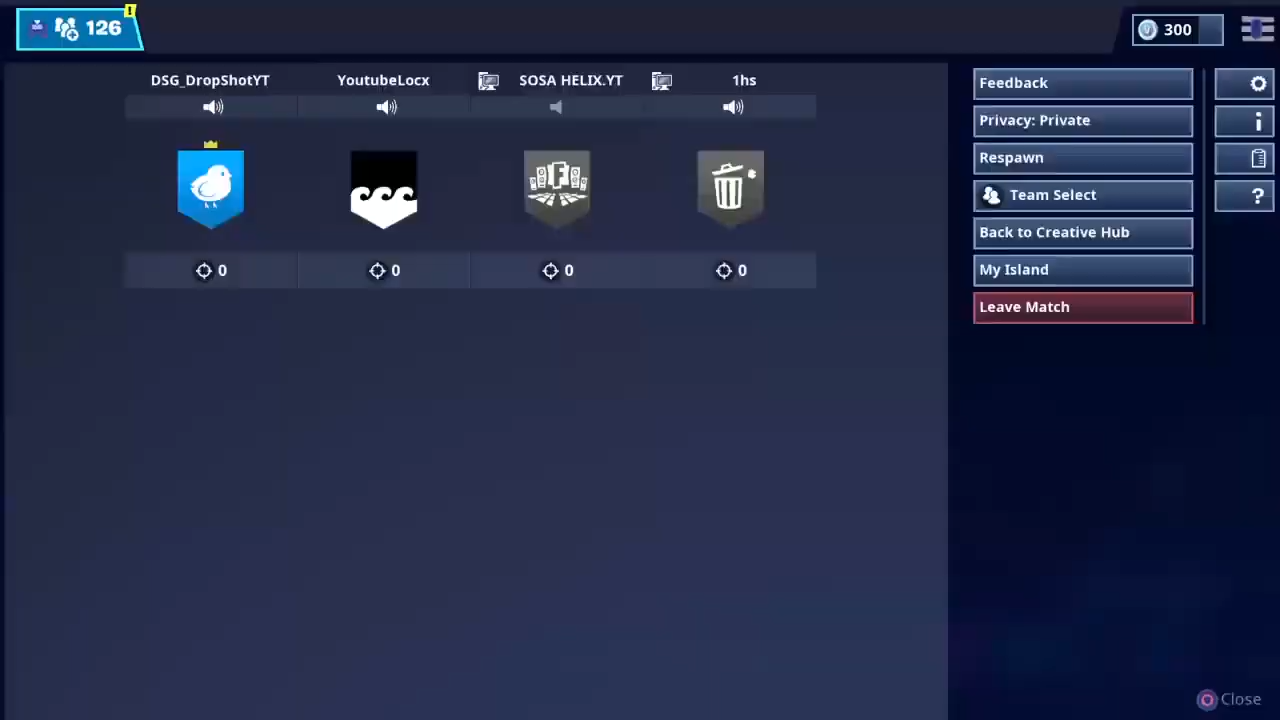 126
!
300
DSG_DropShotYT
YoutubeLocx
SOSA HELIX.YT
1hs
0
0
0
0
Feedback
Privacy: Private
Respawn
Team Select
Back to Creative Hub
My Island
Leave Match
i
?
Close